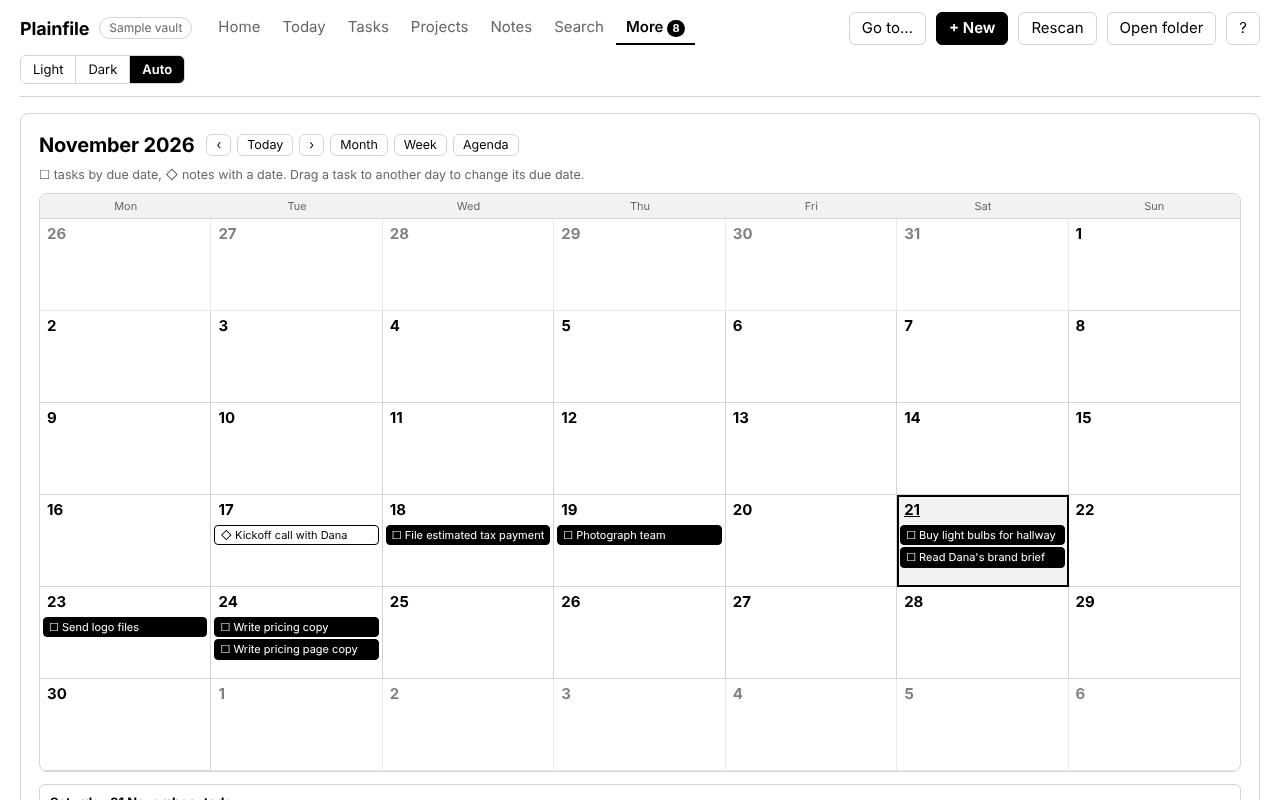 Plainfile Sample vault Home Today Tasks Projects Notes Search More 8 Go to... + New Rescan Open folder ?
Light Dark Auto
November 2026 ‹ Today › Month Week Agenda
☐ tasks by due date, ◇ notes with a date. Drag a task to another day to change its due date.
Mon Tue Wed Thu Fri Sat Sun
26 27 28 29 30 31 1
2 3 4 5 6 7 8
9 10 11 12 13 14 15
16 17 18 19 20 21 22
◇ Kickoff call with Dana ☐ File estimated tax payment ☐ Photograph team ☐ Buy light bulbs for hallway
☐ Read Dana's brand brief
23 24 25 26 27 28 29
☐ Send logo files ☐ Write pricing copy
☐ Write pricing page copy
30 1 2 3 4 5 6